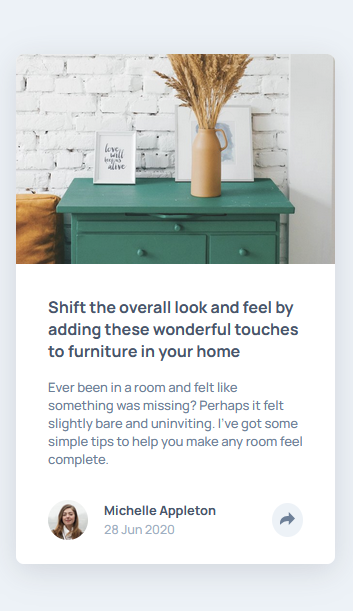 love
will
begins
alive
Shift the overall look and feel by
adding these wonderful touches
to furniture in your home
Ever been in a room and felt like
something was missing? Perhaps it felt
slightly bare and uninviting. I've got some
simple tips to help you make any room feel
complete.
Michelle Appleton
28 Jun 2020